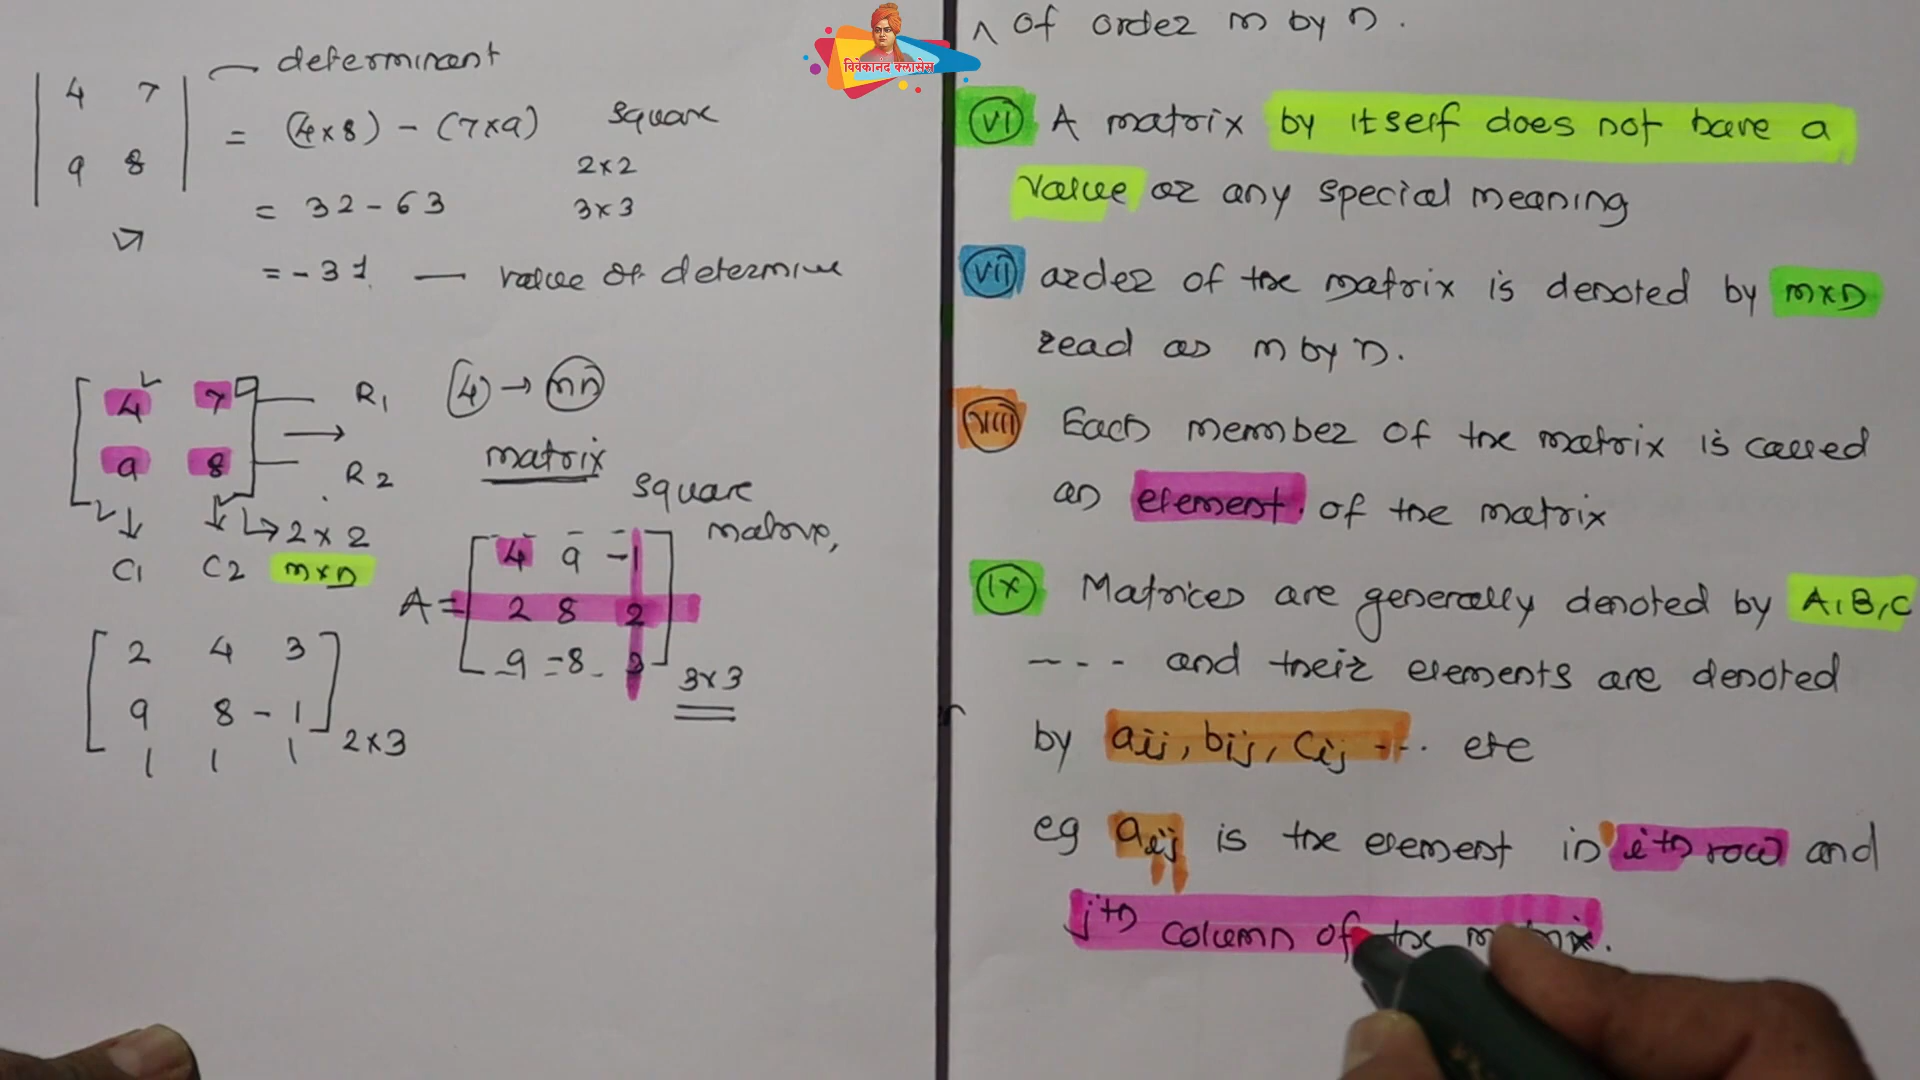 विवेकानंद क्लासेस
4 7
9 8
determinant
= (4×8) - (7×9)
= 32-63
= -31 — value of
square
2×2
3×3
4 7 R1
9 8 R2
C1 C2
2×2
m×n
(4) → mn
matrix
square
2 4 3
9 8 -1
2×3
A =
4 9 -1
2 8 2
9 -8
3×3
of order m by n.
(vi) A matrix by itself does not have a
value or any special meaning
(vii) order of the matrix is denoted by m×n
read as m by n.
(viii) Each member of the matrix is called
an element of the matrix
(ix) Matrices are generally denoted by A,B,C
---- and their elements are denoted
by aij, bij, cij --- etc
eg aij is the element in ith row and
jth column of the matrix.